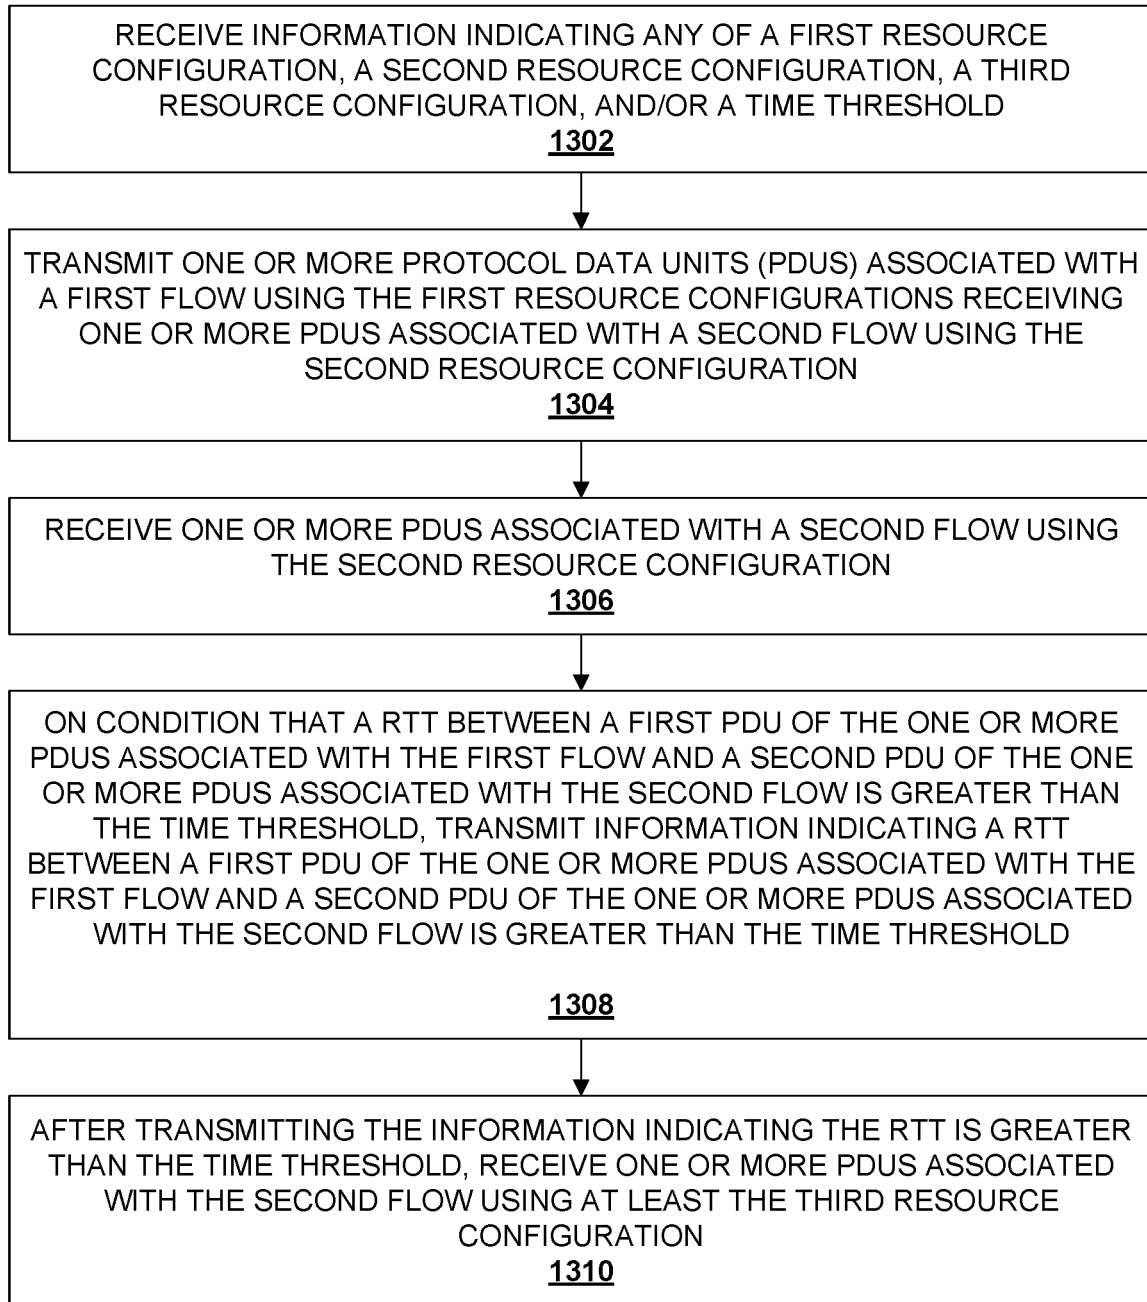 RECEIVE INFORMATION INDICATING ANY OF A FIRST RESOURCE
CONFIGURATION, A SECOND RESOURCE CONFIGURATION, A THIRD
RESOURCE CONFIGURATION, AND/OR A TIME THRESHOLD
1302
TRANSMIT ONE OR MORE PROTOCOL DATA UNITS (PDUS) ASSOCIATED WITH
A FIRST FLOW USING THE FIRST RESOURCE CONFIGURATIONS RECEIVING
ONE OR MORE PDUS ASSOCIATED WITH A SECOND FLOW USING THE
SECOND RESOURCE CONFIGURATION
1304
RECEIVE ONE OR MORE PDUS ASSOCIATED WITH A SECOND FLOW USING
THE SECOND RESOURCE CONFIGURATION
1306
ON CONDITION THAT A RTT BETWEEN A FIRST PDU OF THE ONE OR MORE
PDUS ASSOCIATED WITH THE FIRST FLOW AND A SECOND PDU OF THE ONE
OR MORE PDUS ASSOCIATED WITH THE SECOND FLOW IS GREATER THAN
THE TIME THRESHOLD, TRANSMIT INFORMATION INDICATING A RTT
BETWEEN A FIRST PDU OF THE ONE OR MORE PDUS ASSOCIATED WITH THE
FIRST FLOW AND A SECOND PDU OF THE ONE OR MORE PDUS ASSOCIATED
WITH THE SECOND FLOW IS GREATER THAN THE TIME THRESHOLD
1308
AFTER TRANSMITTING THE INFORMATION INDICATING THE RTT IS GREATER
THAN THE TIME THRESHOLD, RECEIVE ONE OR MORE PDUS ASSOCIATED
WITH THE SECOND FLOW USING AT LEAST THE THIRD RESOURCE
CONFIGURATION
1310